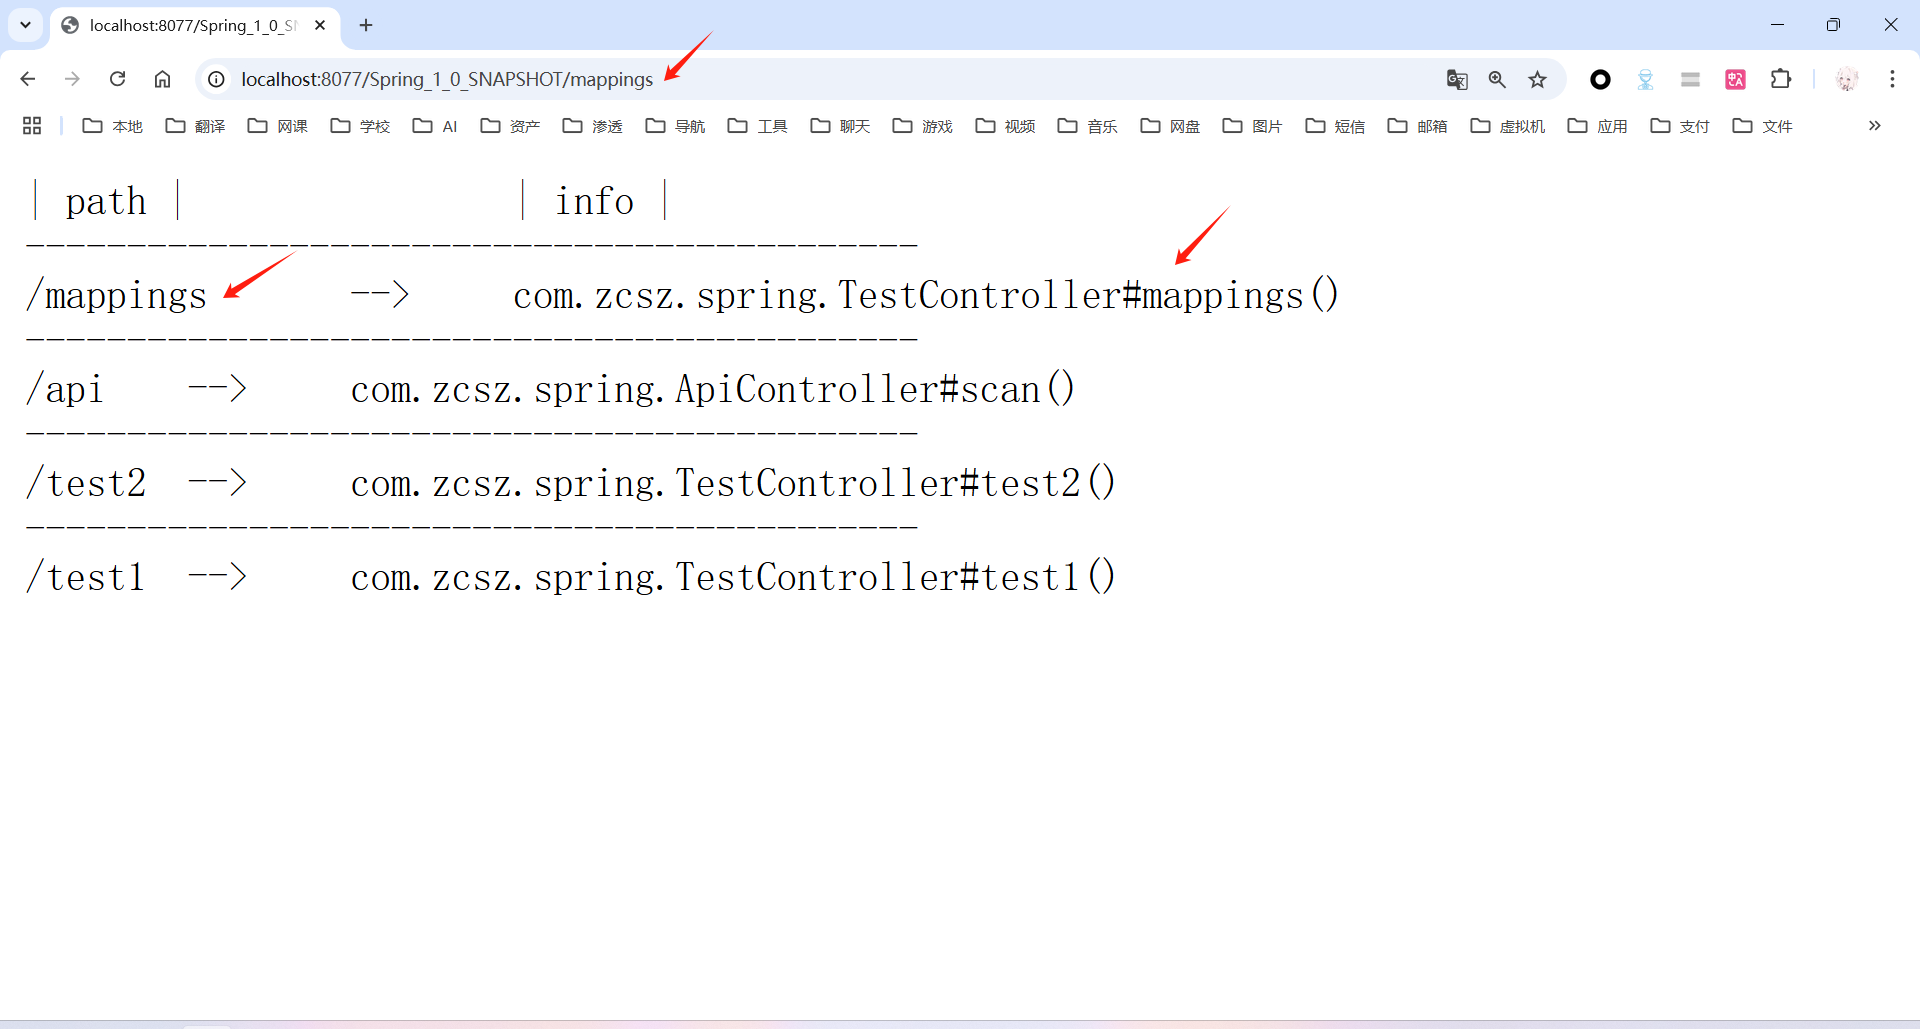 localhost:8077/Spring_1_0_SN
localhost:8077/Spring_1_0_SNAPSHOT/mappings
本地 翻译 网课 学校 AI 资产 渗透 导航 工具 聊天 游戏 视频 音乐 网盘 图片 短信 邮箱 虚拟机 应用 支付 文件
| path | | info |
--------------------------------------------
/mappings --> com.zcsz.spring.TestController#mappings()
--------------------------------------------
/api --> com.zcsz.spring.ApiController#scan()
--------------------------------------------
/test2 --> com.zcsz.spring.TestController#test2()
--------------------------------------------
/test1 --> com.zcsz.spring.TestController#test1()